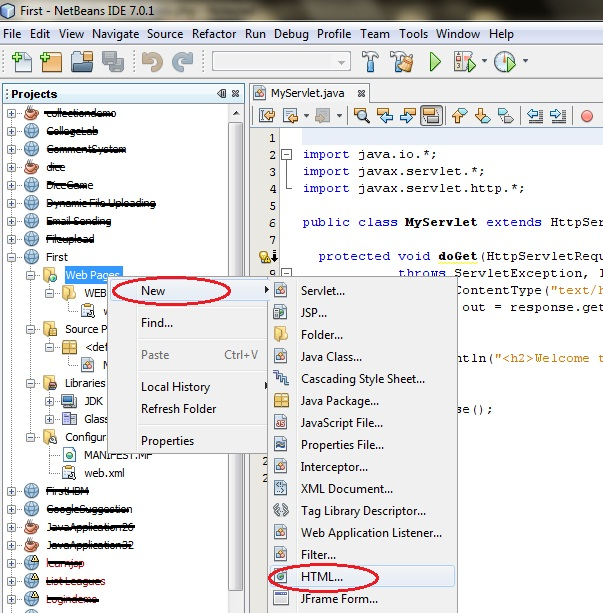 First - NetBeans IDE 7.0.1
File Edit View Navigate Source Refactor Run Debug Profile Team Tools Window Help
Projects
MyServlet.java
collectiondemo
CollegeLab
CommentSystem
dice
DiceGame
Dynamic File Uploading
Email Sending
Fileupload
First
Web Pages
WEB
w
Source P
<def
M
Libraries
JDK
Glass
Configur
MANIFEST.MF
web.xml
FirstHBM
GoogleSuggestion
JavaApplication26
JavaApplication32
learnjsp
List Leagues
Logindemo
1
2 import java.io.*;
3 import javax.servlet.*;
4 import javax.servlet.http.*;
5
6 public class MyServlet extends HttpServ
7
protected void doGet(HttpServletRequ
9 throws ServletException, I
ContentType("text/h
out = response.get
ln("<h2>Welcome t
se();
New
Find...
Paste Ctrl+V
Local History
Refresh Folder
Properties
Servlet...
JSP...
Folder...
Java Class...
Cascading Style Sheet...
Java Package...
JavaScript File...
Properties File...
Interceptor...
XML Document...
Tag Library Descriptor...
Web Application Listener...
Filter...
HTML...
JFrame Form...